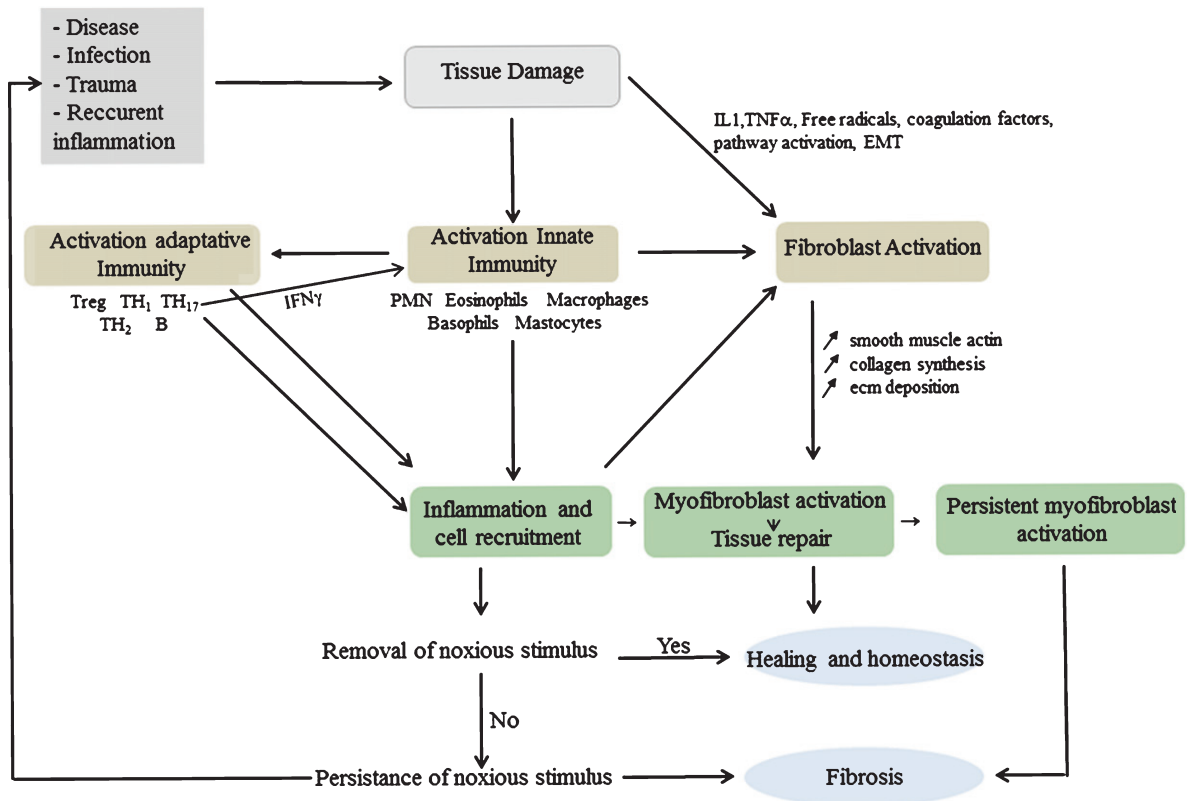 - Disease
- Infection
- Trauma
- Reccurent
inflammation
Tissue Damage
IL1,TNFα, Free radicals, coagulation factors,
pathway activation, EMT
Activation adaptative
Immunity
Activation Innate
Immunity
Fibroblast Activation
Treg TH1 TH17
TH2 B
IFNγ
PMN Eosinophils Macrophages
Basophils Mastocytes
smooth muscle actin
collagen synthesis
ecm deposition
Inflammation and
cell recruitment
Myofibroblast activation
Tissue repair
Persistent myofibroblast
activation
Removal of noxious stimulus
Yes
Healing and homeostasis
No
Persistance of noxious stimulus
Fibrosis